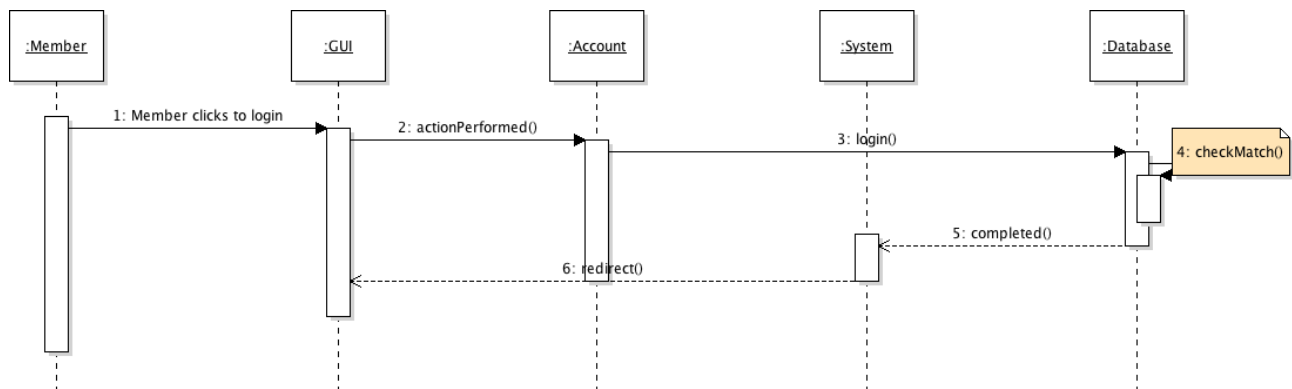 :Member
:GUI
:Account
:System
:Database
1: Member clicks to login
2: actionPerformed()
3: login()
4: checkMatch()
5: completed()
6: redirect()